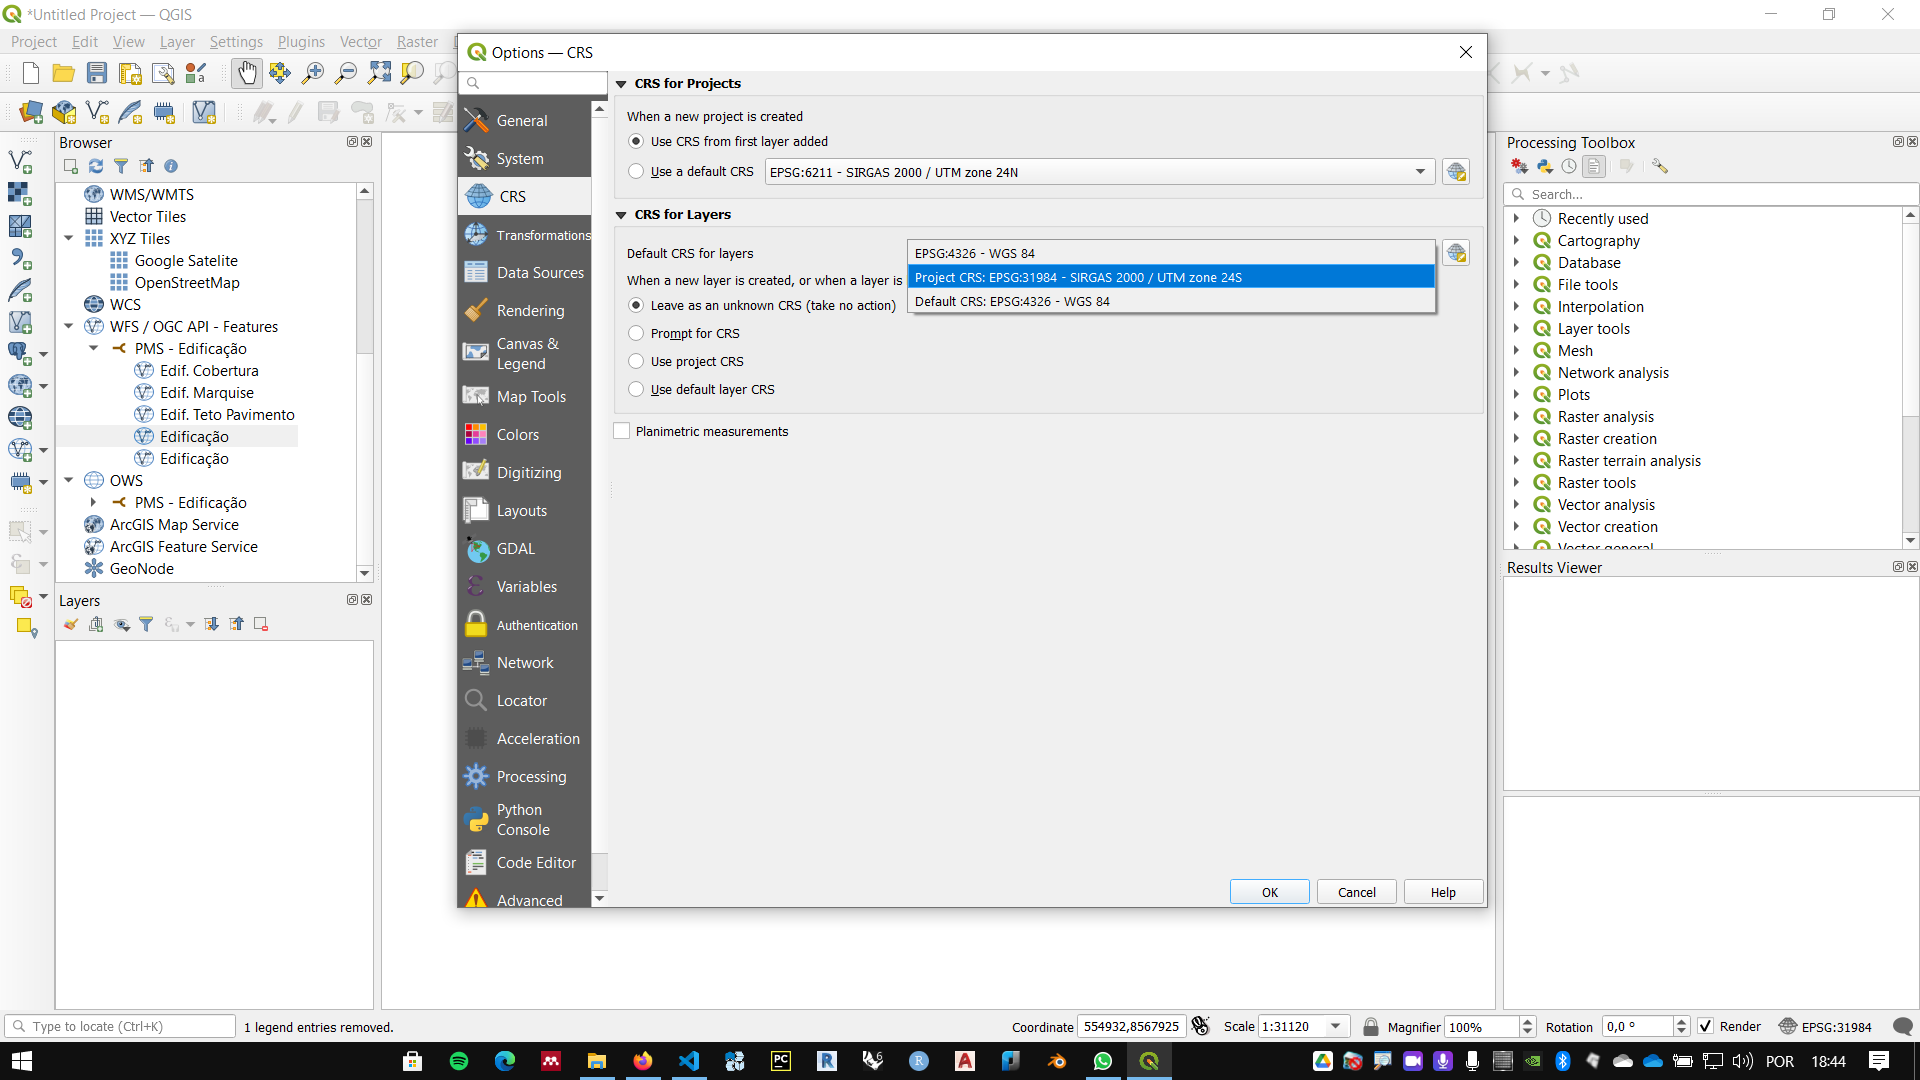 *Untitled Project — QGIS
Project Edit View Layer Settings Plugins Vector Raster
Options — CRS
General
System
CRS
Transformations
Data Sources
Rendering
Canvas &
Legend
Map Tools
Colors
Digitizing
Layouts
GDAL
Variables
Authentication
Network
Locator
Acceleration
Processing
Python
Console
Code Editor
Advanced
CRS for Projects
When a new project is created
Use CRS from first layer added
Use a default CRS
EPSG:6211 - SIRGAS 2000 / UTM zone 24N
CRS for Layers
Default CRS for layers
EPSG:4326 - WGS 84
Project CRS: EPSG:31984 - SIRGAS 2000 / UTM zone 24S
Default CRS: EPSG:4326 - WGS 84
When a new layer is created, or when a layer is
Leave as an unknown CRS (take no action)
Prompt for CRS
Use project CRS
Use default layer CRS
Planimetric measurements
OK
Cancel
Help
Browser
WMS/WMTS
Vector Tiles
XYZ Tiles
Google Satelite
OpenStreetMap
WCS
WFS / OGC API - Features
PMS - Edificação
Edif. Cobertura
Edif. Marquise
Edif. Teto Pavimento
Edificação
Edificação
OWS
PMS - Edificação
ArcGIS Map Service
ArcGIS Feature Service
GeoNode
Layers
Processing Toolbox
Search...
Recently used
Cartography
Database
File tools
Interpolation
Layer tools
Mesh
Network analysis
Plots
Raster analysis
Raster creation
Raster terrain analysis
Raster tools
Vector analysis
Vector creation
Vector general
Results Viewer
Type to locate (Ctrl+K)
1 legend entries removed.
Coordinate
554932,8567925
Scale
1:31120
Magnifier
100%
Rotation
0,0 °
Render
EPSG:31984
PC
R
6
R
A
POR
18:44